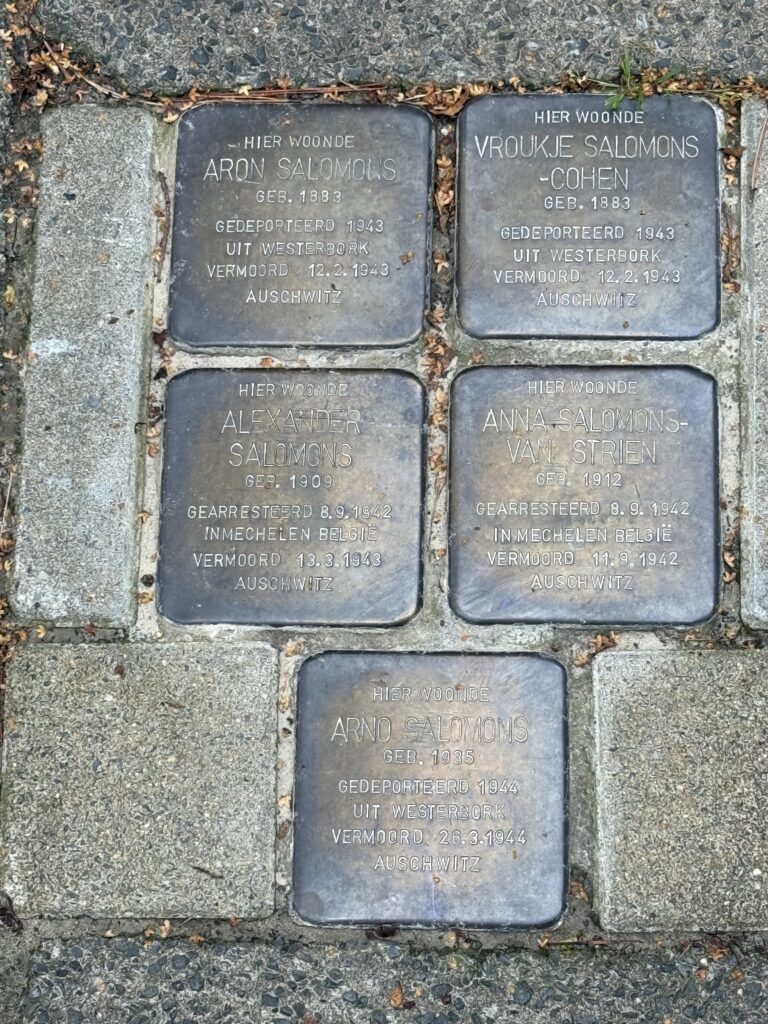 HIER WOONDE
ARON SALOMONS
GEB. 1883
GEDEPORTEERD 1943
UIT WESTERBORK
VERMOORD 12.2.1943
AUSCHWITZ
HIER WOONDE
VROUKJE SALOMONS
-COHEN
GEB. 1883
GEDEPORTEERD 1943
UIT WESTERBORK
VERMOORD 12.2.1943
AUSCHWITZ
HIER WOONDE
ALEXANDER
SALOMONS
GEB. 1909
GEARRESTEERD 8.9.1942
IN MECHELEN BELGIË
VERMOORD 13.3.1943
AUSCHWITZ
HIER WOONDE
ANNA SALOMONS-
VAN STRIEN
GEB. 1912
GEARRESTEERD 8.9.1942
IN MECHELEN BELGIË
VERMOORD 11.9.1942
AUSCHWITZ
HIER WOONDE
ARNO SALOMONS
GEB. 1935
GEDEPORTEERD 1944
UIT WESTERBORK
VERMOORD 26.3.1944
AUSCHWITZ